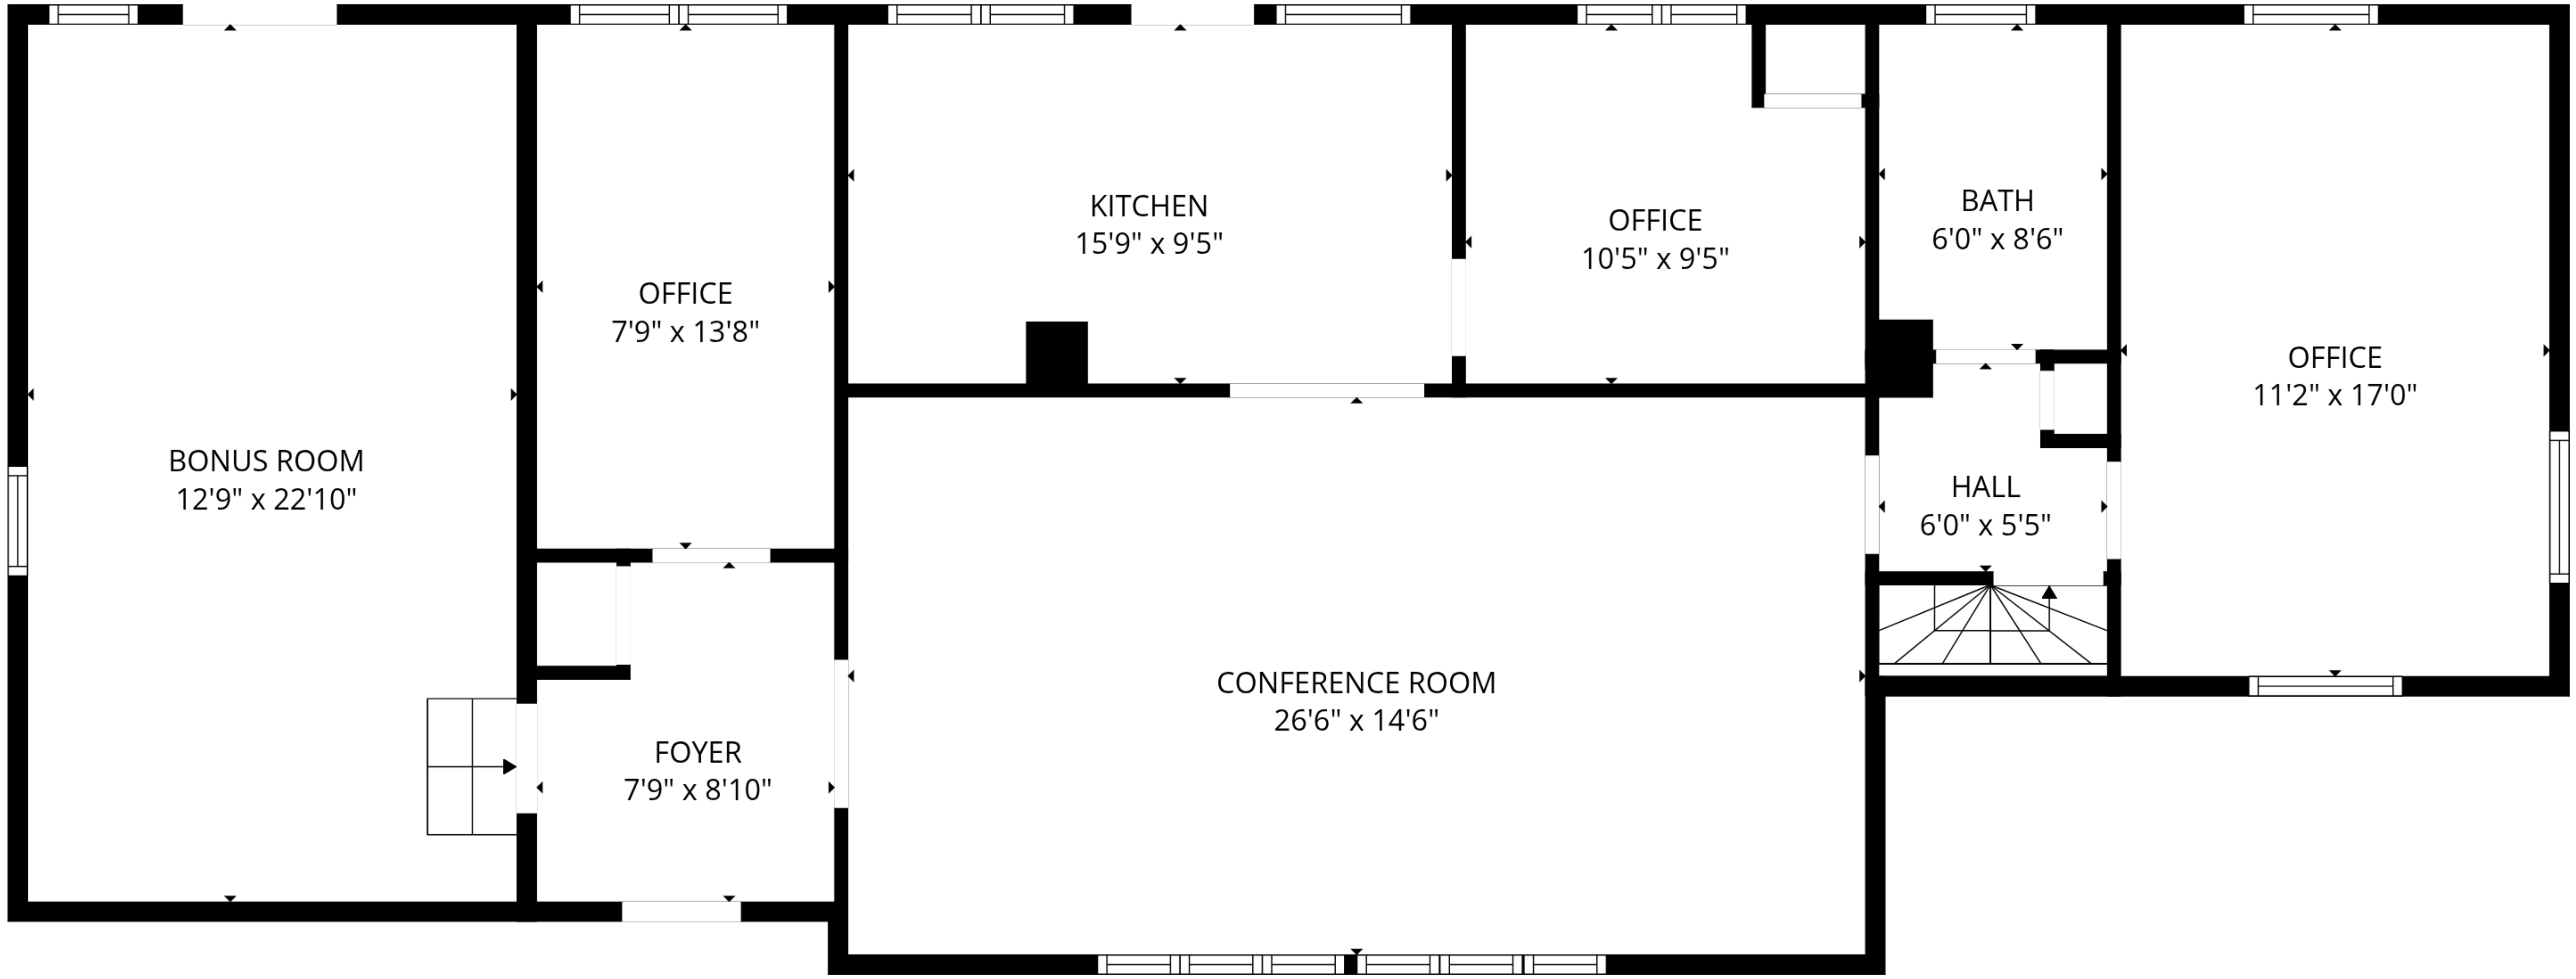 BONUS ROOM
12'9" x 22'10"
OFFICE
7'9" x 13'8"
FOYER
7'9" x 8'10"
KITCHEN
15'9" x 9'5"
OFFICE
10'5" x 9'5"
CONFERENCE ROOM
26'6" x 14'6"
BATH
6'0" x 8'6"
HALL
6'0" x 5'5"
OFFICE
11'2" x 17'0"